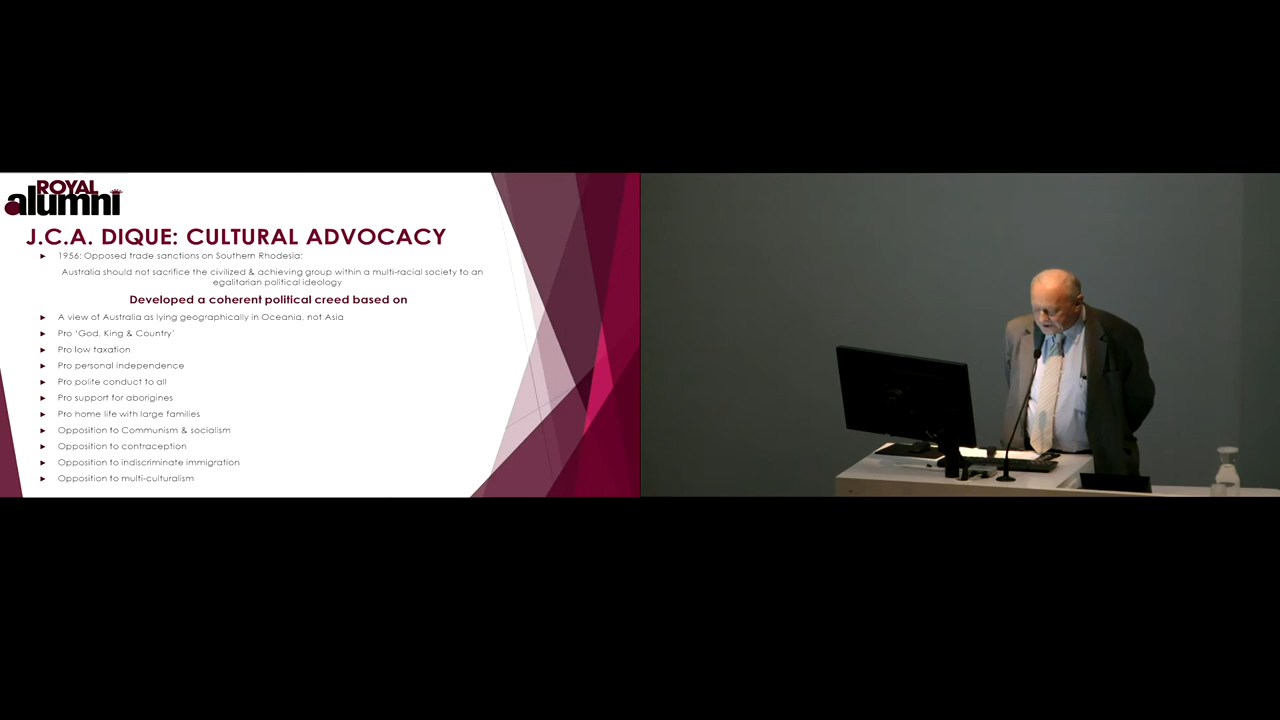 ROYAL
alumni
J.C.A. DIQUE: CULTURAL ADVOCACY
1956: Opposed trade sanctions on Southern Rhodesia:
Australia should not sacrifice the civilized & achieving group within a multi-racial society to an
egalitarian political ideology
Developed a coherent political creed based on
A view of Australia as lying geographically in Oceania, not Asia
Pro 'God, King & Country'
Pro low taxation
Pro personal independence
Pro polite conduct to all
Pro support for aborigines
Pro home life with large families
Opposition to Communism & socialism
Opposition to contraception
Opposition to indiscriminate immigration
Opposition to multi-culturalism